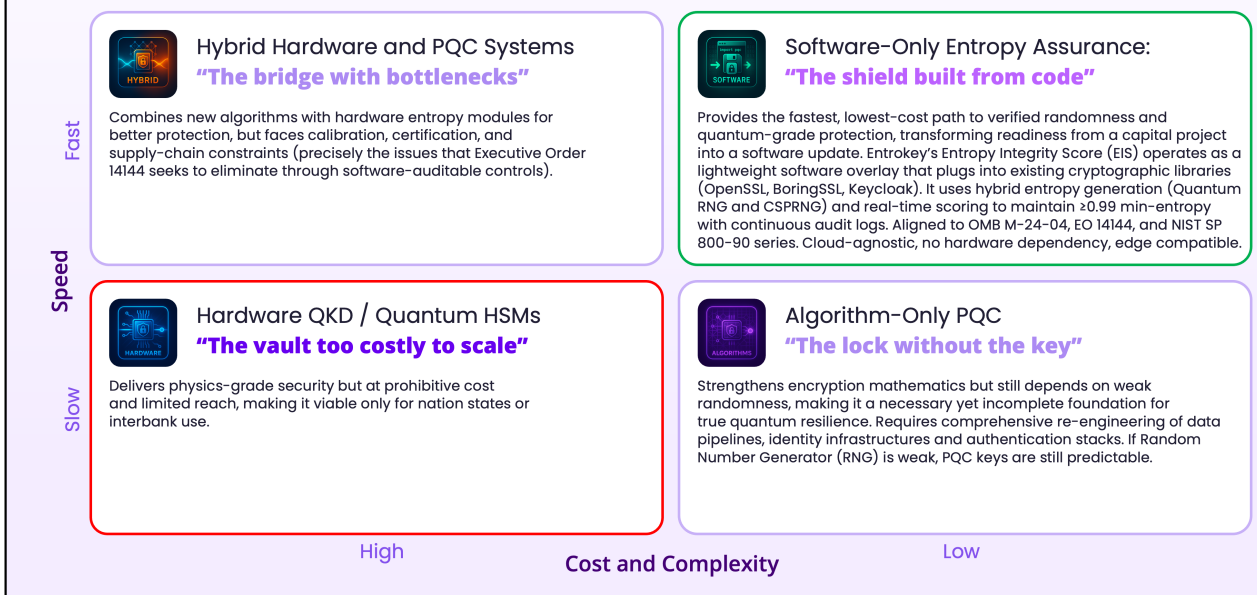 Hybrid Hardware and PQC Systems
“The bridge with bottlenecks”
HYBRID
Combines new algorithms with hardware entropy modules for
better protection, but faces calibration, certification, and
supply-chain constraints (precisely the issues that Executive Order
14144 seeks to eliminate through software-auditable controls).
Software-Only Entropy Assurance:
“The shield built from code”
SOFTWARE
Provides the fastest, lowest-cost path to verified randomness and
quantum-grade protection, transforming readiness from a capital project
into a software update. Entrokey’s Entropy Integrity Score (EIS) operates as a
lightweight software overlay that plugs into existing cryptographic libraries
(OpenSSL, BoringSSL, Keycloak). It uses hybrid entropy generation (Quantum
RNG and CSPRNG) and real-time scoring to maintain ≥0.99 min-entropy
with continuous audit logs. Aligned to OMB M-24-04, EO 14144, and NIST SP
800-90 series. Cloud-agnostic, no hardware dependency, edge compatible.
Fast
Speed
Slow
Hardware QKD / Quantum HSMs
“The vault too costly to scale”
HARDWARE
Delivers physics-grade security but at prohibitive cost
and limited reach, making it viable only for nation states or
interbank use.
Algorithm-Only PQC
“The lock without the key”
ALGORITHMS
Strengthens encryption mathematics but still depends on weak
randomness, making it a necessary yet incomplete foundation for
true quantum resilience. Requires comprehensive re-engineering of data
pipelines, identity infrastructures and authentication stacks. If Random
Number Generator (RNG) is weak, PQC keys are still predictable.
High
Cost and Complexity
Low